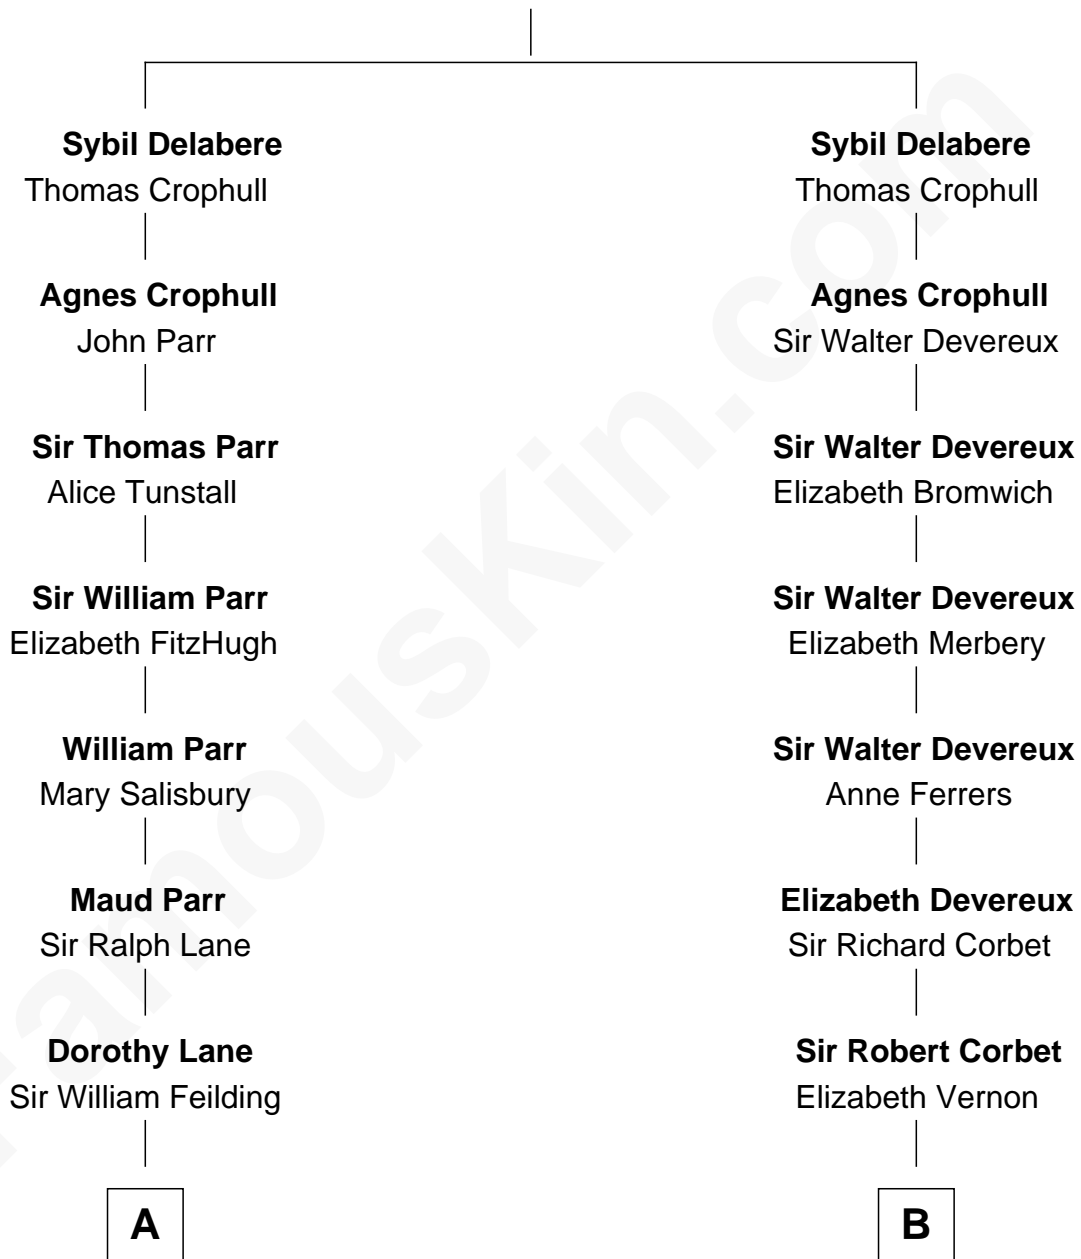 Sybil Delabere
Thomas Crophull
Agnes Crophull
John Parr
Sir Thomas Parr
Alice Tunstall
Sir William Parr
Elizabeth FitzHugh
William Parr
Mary Salisbury
Maud Parr
Sir Ralph Lane
Dorothy Lane
Sir William Feilding
A
Sybil Delabere
Thomas Crophull
Agnes Crophull
Sir Walter Devereux
Sir Walter Devereux
Elizabeth Bromwich
Sir Walter Devereux
Elizabeth Merbery
Sir Walter Devereux
Anne Ferrers
Elizabeth Devereux
Sir Richard Corbet
Sir Robert Corbet
Elizabeth Vernon
B
FamousKin.com